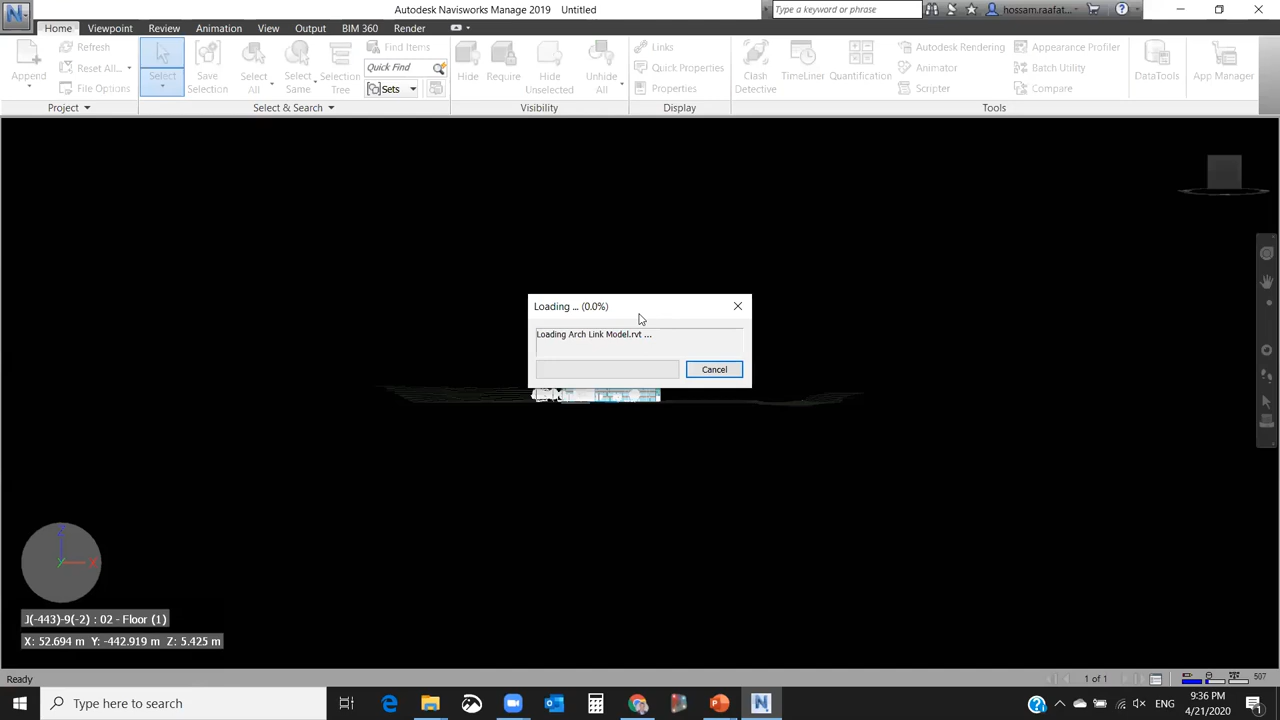 Autodesk Navisworks Manage 2019 Untitled
Type a keyword or phrase
hossam.raafat...
Home Viewpoint Review Animation View Output BIM 360 Render
Append
Refresh
Reset All...
File Options
Project
Select
Save Selection
Select All
Select Same
Selection Tree
Find Items
Quick Find
Sets
Select & Search
Hide
Require
Hide Unselected
Unhide All
Visibility
Links
Quick Properties
Properties
Display
Clash Detective
TimeLiner
Quantification
Autodesk Rendering
Animator
Scripter
Appearance Profiler
Batch Utility
Compare
DataTools
App Manager
Tools
Loading ... (0.0%)
Loading Arch Link Model.rvt ...
Cancel
Z
Y X
J(-443)-9(-2) : 02 - Floor (1)
X: 52.694 m Y: -442.919 m Z: 5.425 m
Ready
1 of 1
507
Type here to search
ENG
9:36 PM
4/21/2020